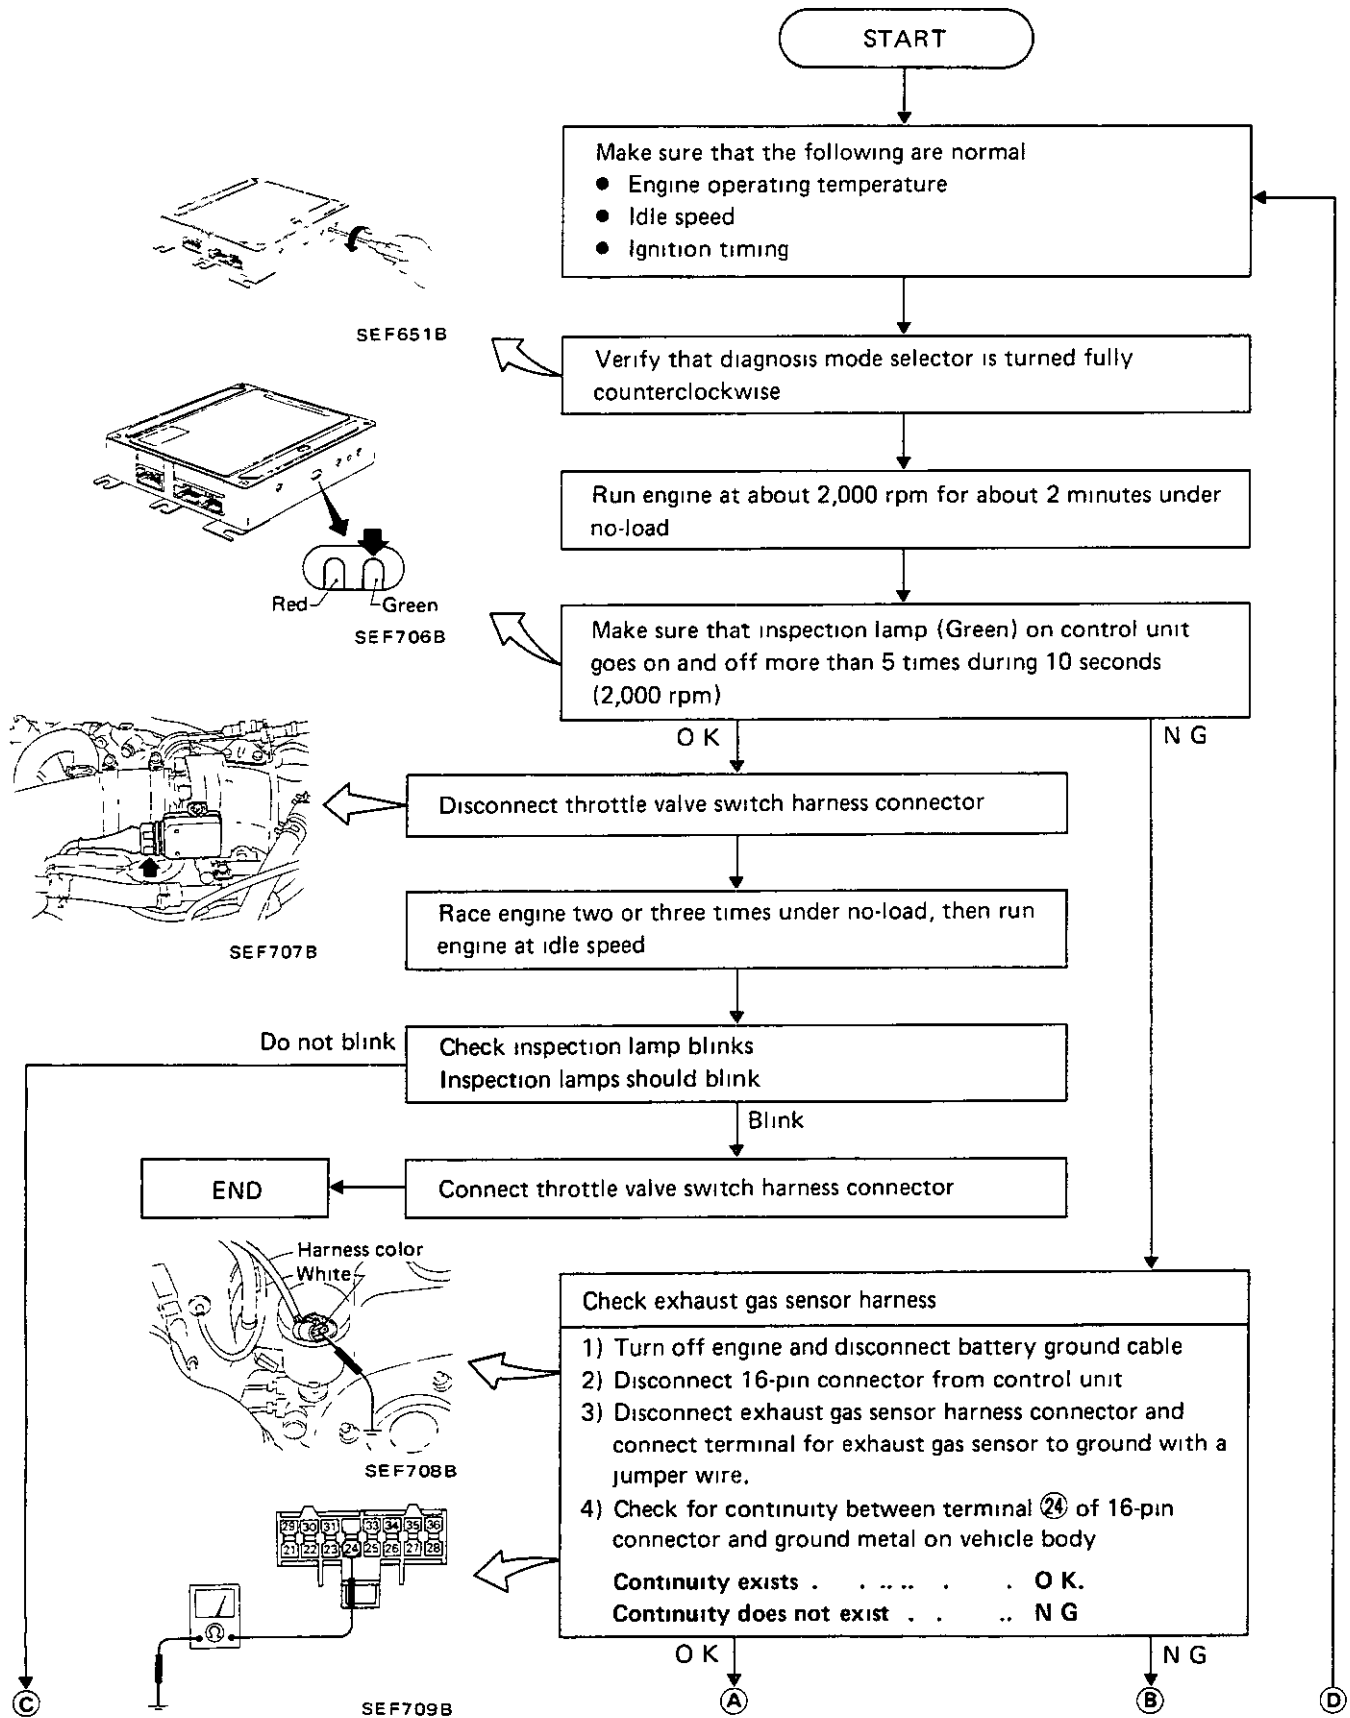 START
Make sure that the following are normal
● Engine operating temperature
● Idle speed
● Ignition timing
SEF651B
Verify that diagnosis mode selector is turned fully
counterclockwise
Run engine at about 2,000 rpm for about 2 minutes under
no-load
Red
Green
SEF706B
Make sure that inspection lamp (Green) on control unit
goes on and off more than 5 times during 10 seconds
(2,000 rpm)
O K
N G
Disconnect throttle valve switch harness connector
SEF707B
Race engine two or three times under no-load, then run
engine at idle speed
Do not blink
Check inspection lamp blinks
Inspection lamps should blink
Blink
END
Connect throttle valve switch harness connector
Harness color
White
SEF708B
Check exhaust gas sensor harness
1) Turn off engine and disconnect battery ground cable
2) Disconnect 16-pin connector from control unit
3) Disconnect exhaust gas sensor harness connector and
connect terminal for exhaust gas sensor to ground with a
jumper wire.
4) Check for continuity between terminal 24 of 16-pin
connector and ground metal on vehicle body
Continuity exists . . .. .. . . O K.
Continuity does not exist . . .. N G
29 30 31 33 34 35 36
21 22 23 24 25 26 27 28
Ω
SEF709B
O K
N G
C
A
B
D